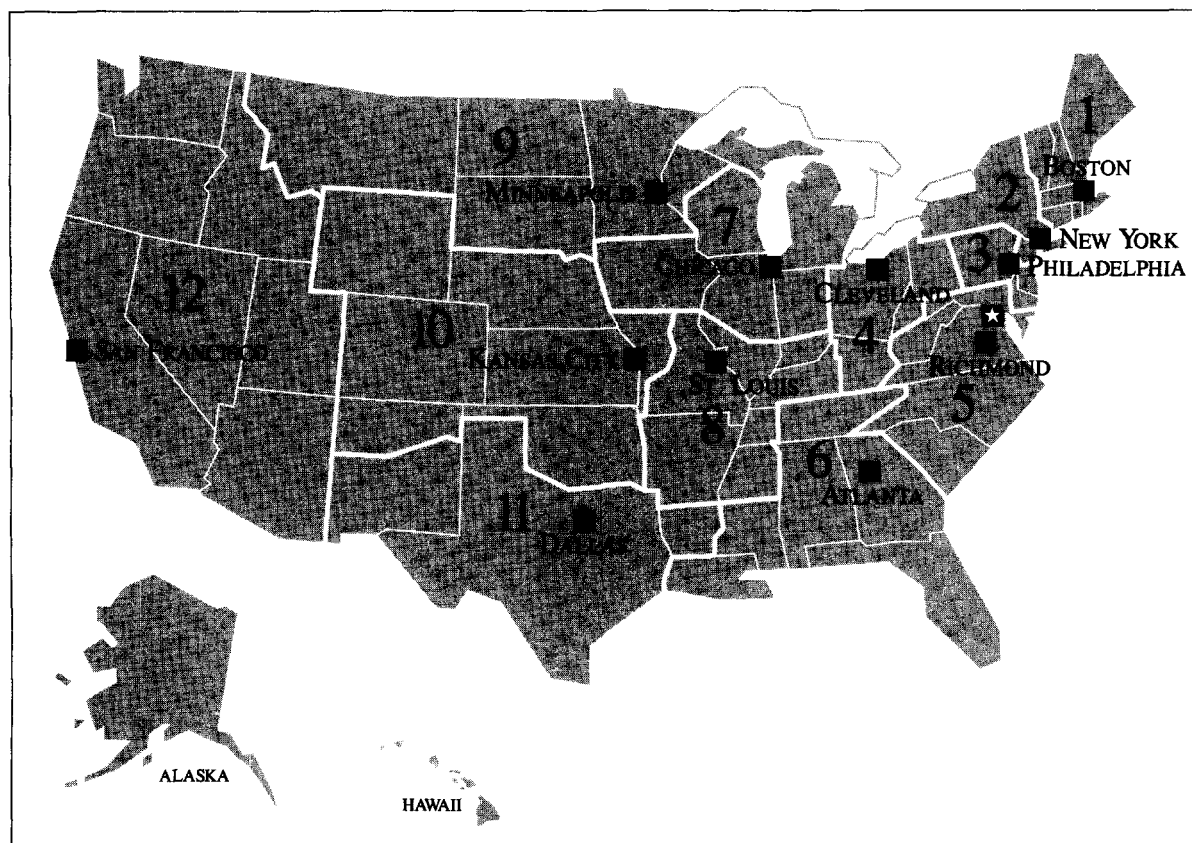 1
9
BOSTON
MINNEAPOLIS
2
7
NEW YORK
3
CHICAGO
PHILADELPHIA
12
CLEVELAND
10
4
SAN FRANCISCO
KANSAS CITY
RICHMOND
ST. LOUIS
5
8
6
ATLANTA
11
DALLAS
ALASKA
HAWAII